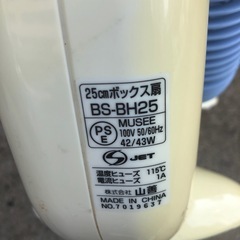 25cmボックス扇
BS-BH25
MUSEE
PS
E
100V 50/60Hz
42/43W
JET
温度ヒューズ 115℃
電流ヒューズ 1A
株式会社 山善
MADE IN CHINA
NO.7019637